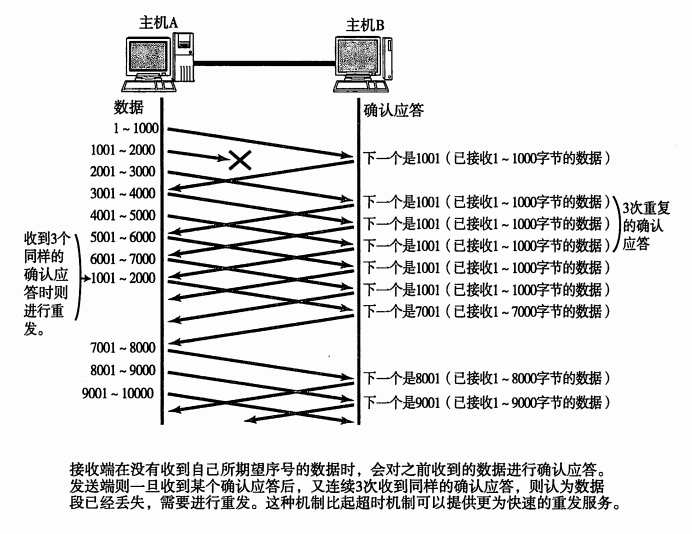 主机A
主机B
数据
确认应答
1~1000
1001~2000
2001~3000
3001~4000
4001~5000
5001~6000
6001~7000
1001~2000
7001~8000
8001~9000
9001~10000
收到3个
同样的
确认应
答时则
进行重
发。
下一个是1001（已接收1~1000字节的数据）
下一个是1001（已接收1~1000字节的数据）
下一个是1001（已接收1~1000字节的数据）
下一个是1001（已接收1~1000字节的数据）
下一个是1001（已接收1~1000字节的数据）
下一个是1001（已接收1~1000字节的数据）
下一个是7001（已接收1~7000字节的数据）
下一个是8001（已接收1~8000字节的数据）
下一个是9001（已接收1~9000字节的数据）
3次重复
的确认
应答
接收端在没有收到自己所期望序号的数据时，会对之前收到的数据进行确认应答。
发送端则一旦收到某个确认应答后，又连续3次收到同样的确认应答，则认为数据
段已经丢失，需要进行重发。这种机制比起超时机制可以提供更为快速的重发服务。